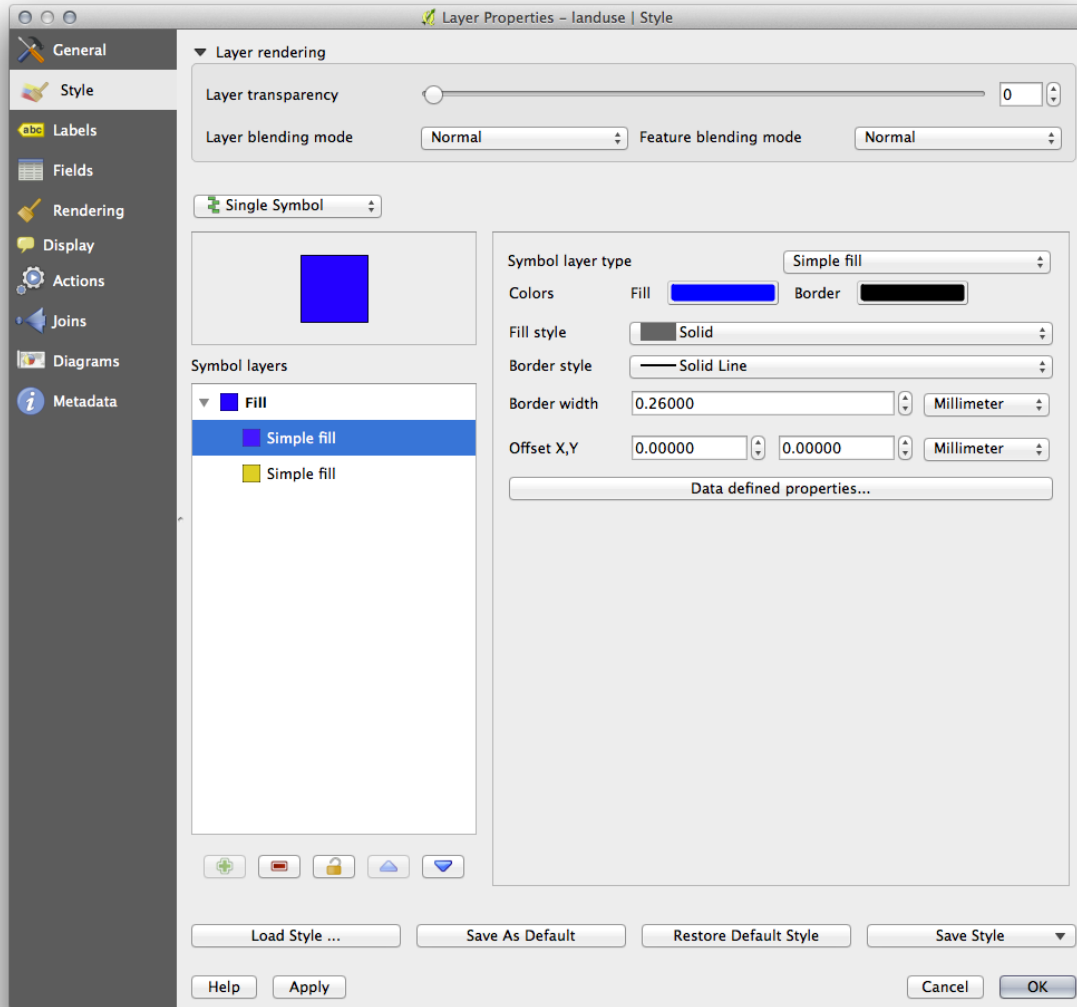 Layer Properties – landuse | Style
General
Style
abc Labels
Fields
Rendering
Display
Actions
Joins
Diagrams
Metadata
Layer rendering
Layer transparency 0
Layer blending mode Normal Feature blending mode Normal
Single Symbol
Symbol layers
Fill
Simple fill
Simple fill
Symbol layer type Simple fill
Colors Fill Border
Fill style Solid
Border style Solid Line
Border width 0.26000 Millimeter
Offset X,Y 0.00000 0.00000 Millimeter
Data defined properties...
Load Style ... Save As Default Restore Default Style Save Style
Help Apply Cancel OK